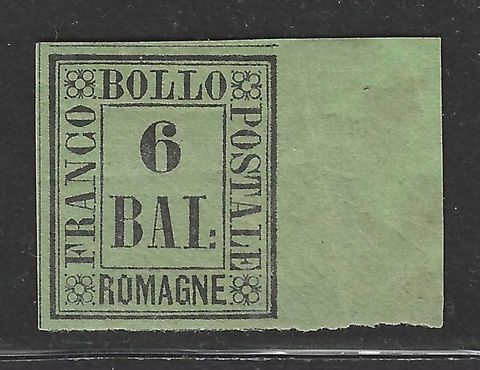 BOLLO
FRANCO
POSTALE
6
BAI:
ROMAGNE